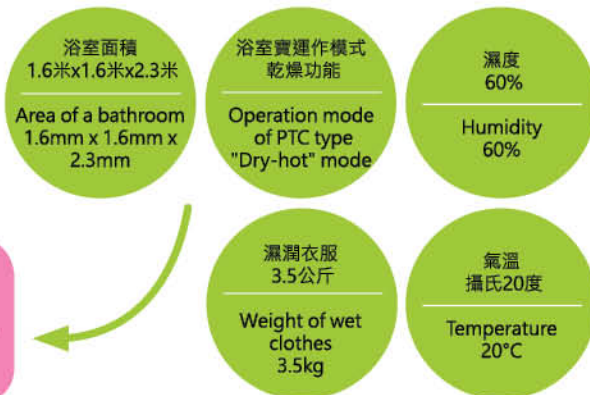 浴室面積
1.6米x1.6米x2.3米
Area of a bathroom
1.6mm x 1.6mm x
2.3mm
浴室寶運作模式
乾燥功能
Operation mode
of PTC type
"Dry-hot" mode
濕度
60%
Humidity
60%
濕潤衣服
3.5公斤
Weight of wet
clothes
3.5kg
氣溫
攝氏20度
Temperature
20°C